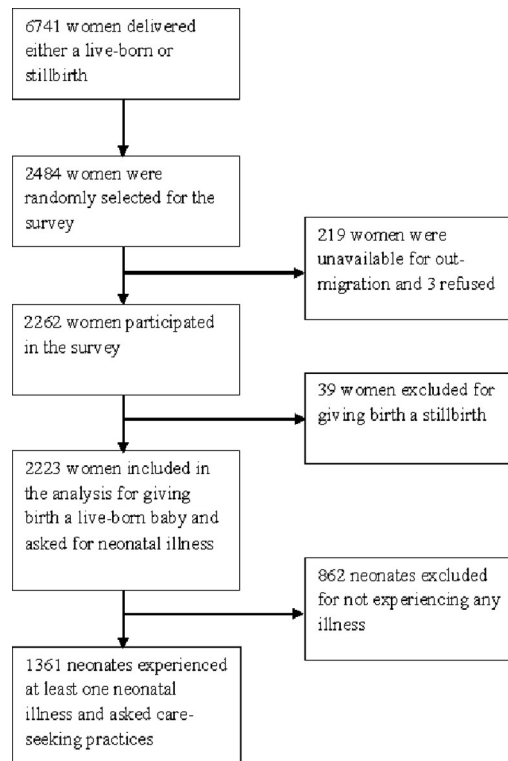 6741 women delivered
either a live-born or
stillbirth
2484 women were
randomly selected for the
survey
219 women were
unavailable for out-
migration and 3 refused
2262 women participated
in the survey
39 women excluded for
giving birth a stillbirth
2223 women included in
the analysis for giving
birth a live-born baby and
asked for neonatal illness
862 neonates excluded
for not experiencing any
illness
1361 neonates experienced
at least one neonatal
illness and asked care-
seeking practices